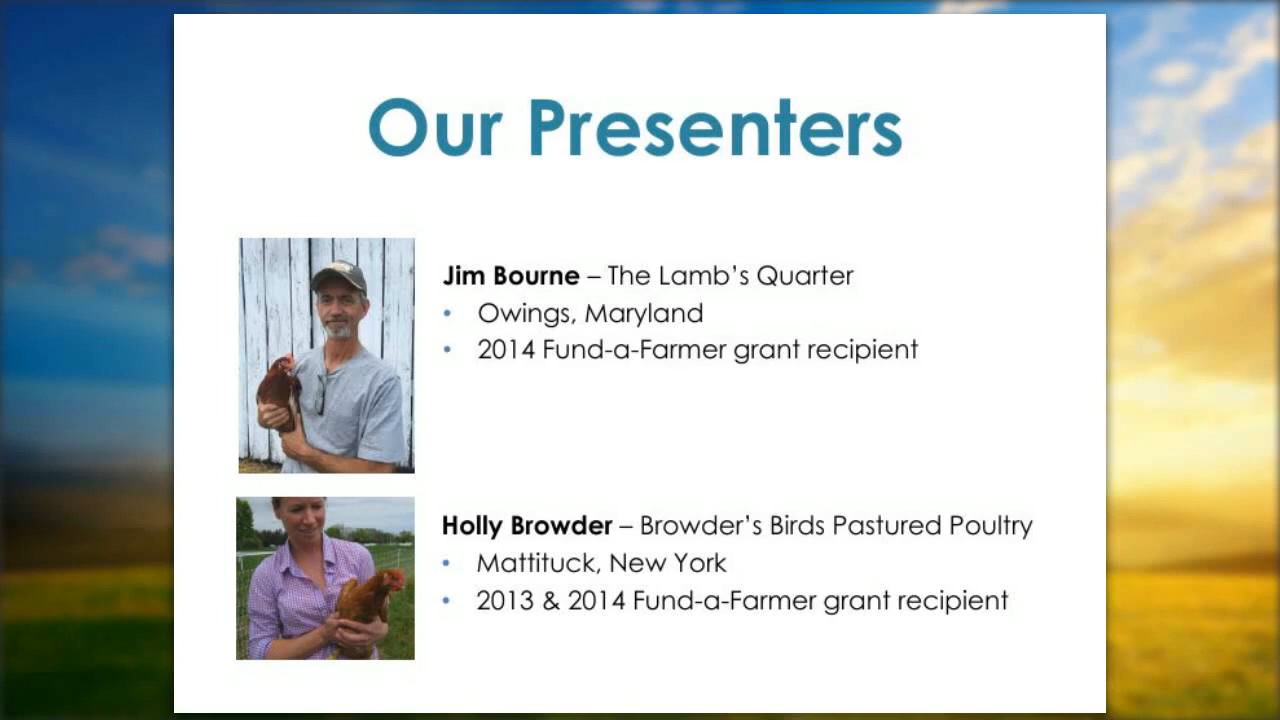 Our Presenters
Jim Bourne – The Lamb's Quarter
• Owings, Maryland
• 2014 Fund-a-Farmer grant recipient
Holly Browder – Browder's Birds Pastured Poultry
• Mattituck, New York
• 2013 & 2014 Fund-a-Farmer grant recipient